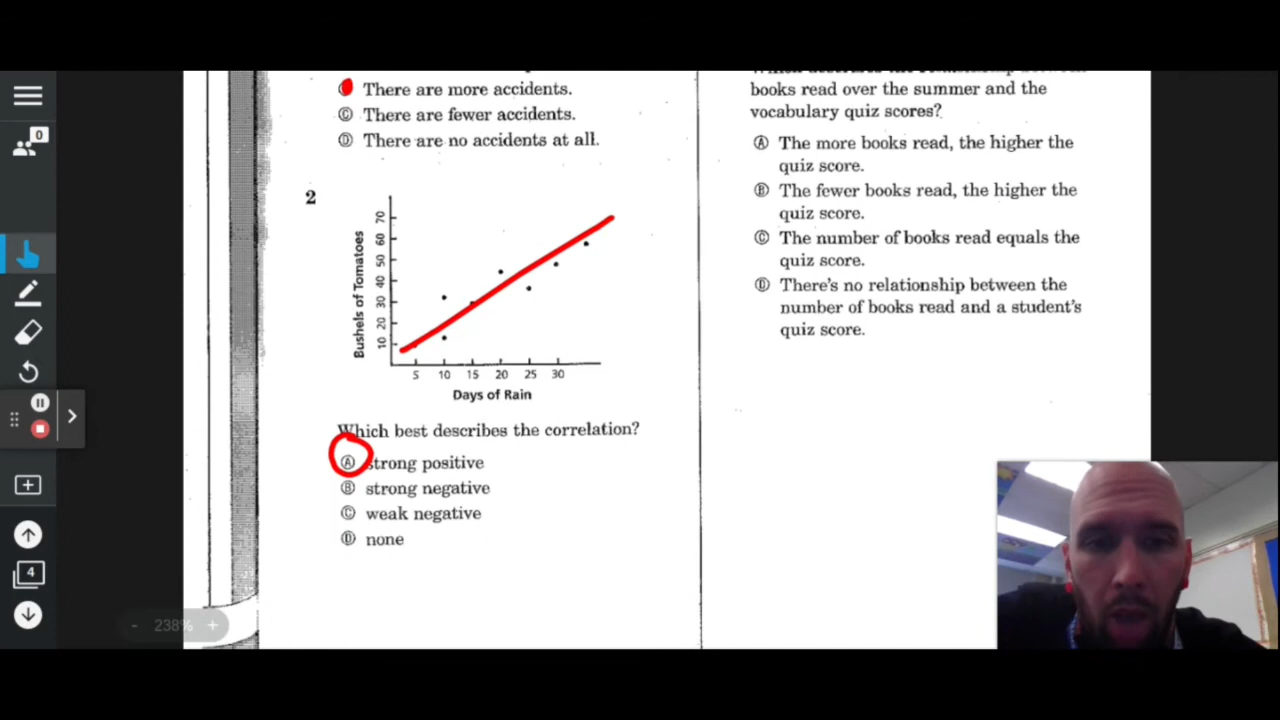 0
There are more accidents.
Ⓒ There are fewer accidents.
Ⓓ There are no accidents at all.
2
Bushels of Tomatoes
70
60
50
40
30
20
10
5 10 15 20 25 30
Days of Rain
Which best describes the correlation?
Ⓐ strong positive
Ⓑ strong negative
Ⓒ weak negative
Ⓓ none
books read over the summer and the
vocabulary quiz scores?
Ⓐ The more books read, the higher the
quiz score.
Ⓑ The fewer books read, the higher the
quiz score.
Ⓒ The number of books read equals the
quiz score.
Ⓓ There's no relationship between the
number of books read and a student's
quiz score.
4
- 238% +